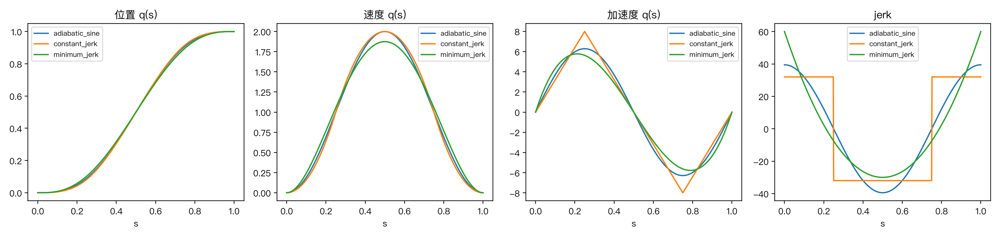 位置 q(s)
1.0
0.8
0.6
0.4
0.2
0.0
0.0 0.2 0.4 0.6 0.8 1.0
s
adiabatic_sine
constant_jerk
minimum_jerk
速度 q̇(s)
2.00
1.75
1.50
1.25
1.00
0.75
0.50
0.25
0.00
0.0 0.2 0.4 0.6 0.8 1.0
s
adiabatic_sine
constant_jerk
minimum_jerk
加速度 q̈(s)
8
6
4
2
0
−2
−4
−6
−8
0.0 0.2 0.4 0.6 0.8 1.0
s
adiabatic_sine
constant_jerk
minimum_jerk
jerk
60
40
20
0
−20
−40
0.0 0.2 0.4 0.6 0.8 1.0
s
adiabatic_sine
constant_jerk
minimum_jerk